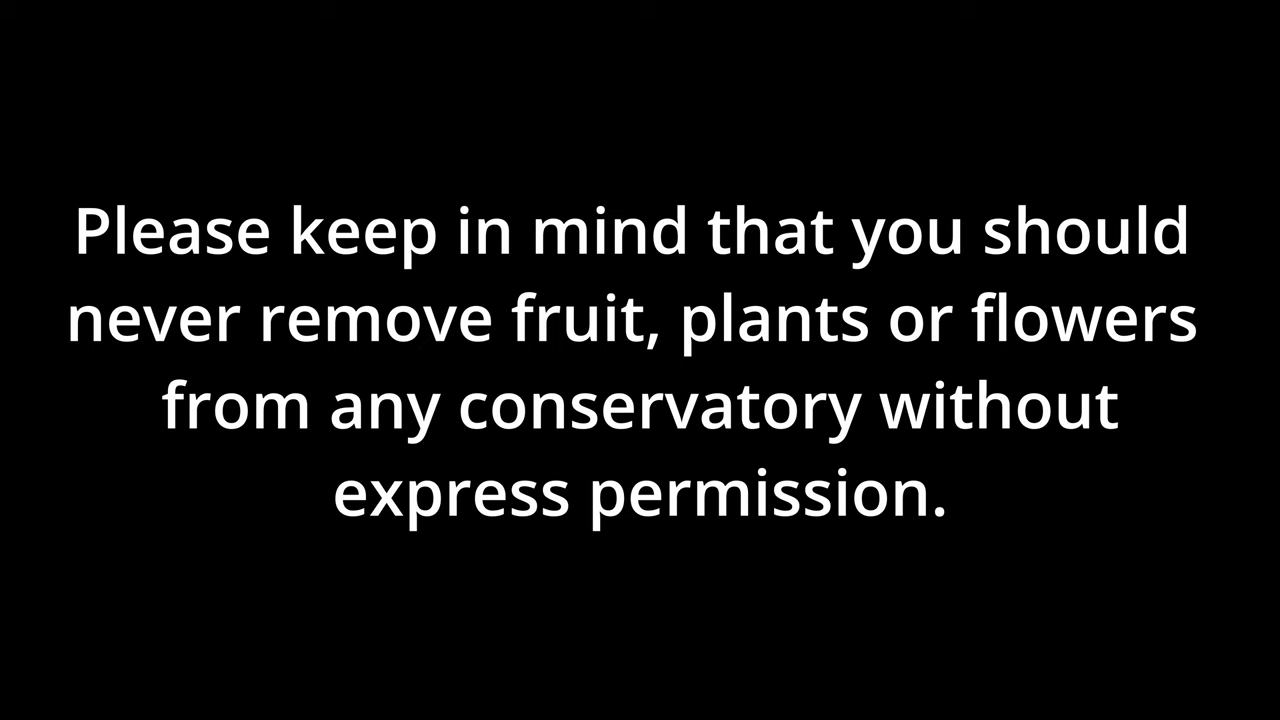 Please keep in mind that you should
never remove fruit, plants or flowers
from any conservatory without
express permission.